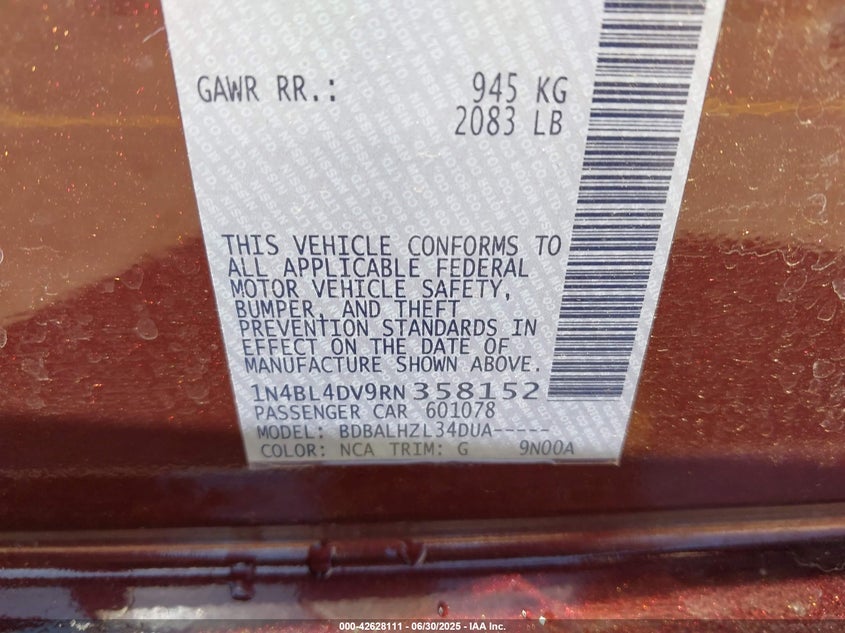 GAWR RR.: 945 KG
2083 LB
THIS VEHICLE CONFORMS TO
ALL APPLICABLE FEDERAL
MOTOR VEHICLE SAFETY,
BUMPER, AND THEFT
PREVENTION STANDARDS IN
EFFECT ON THE DATE OF
MANUFACTURE SHOWN ABOVE.
1N4BL4DV9RN358152
PASSENGER CAR 601078
MODEL: BDBALHZL34DUA-----
COLOR: NCA TRIM: G 9N00A
000-42628111 - 06/30/2025 - IAA Inc.